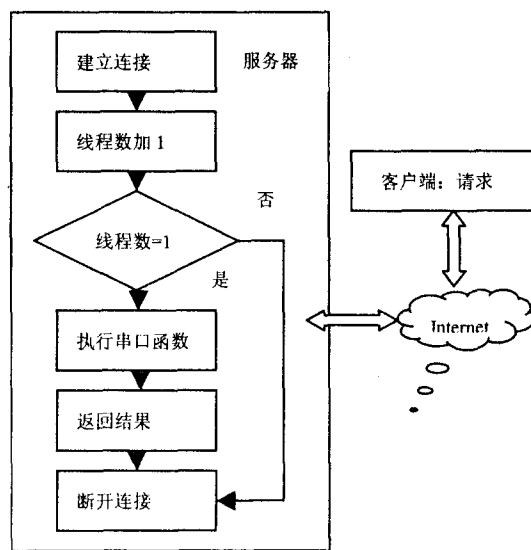 建立连接
服务器
线程数加 1
客户端：请求
否
线程数=1
是
Internet
执行串口函数
返回结果
断开连接